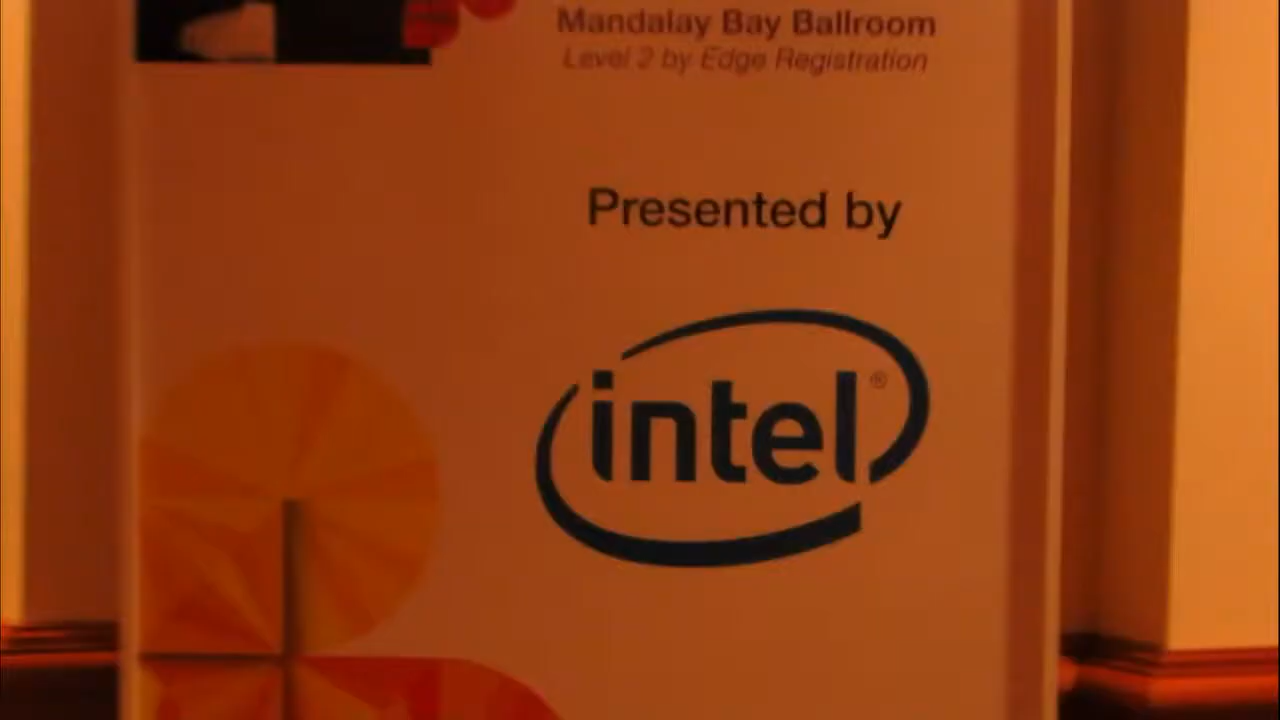 Mandalay Bay Ballroom
Level 2 by Edge Registration
Presented by
intel®